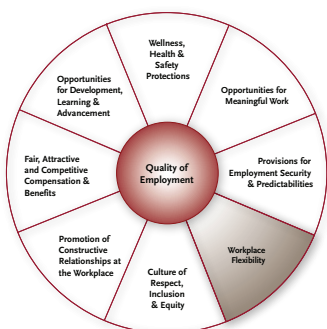 Wellness,
Health &
Safety
Protections
Opportunities for
Meaningful Work
Provisions for
Employment Security
& Predictabilities
Workplace
Flexibility
Culture of
Respect,
Inclusion
& Equity
Promotion of
Constructive
Relationships at
the Workplace
Fair, Attractive
and Competitive
Compensation &
Benefits
Opportunities
for Development,
Learning &
Advancement
Quality of
Employment